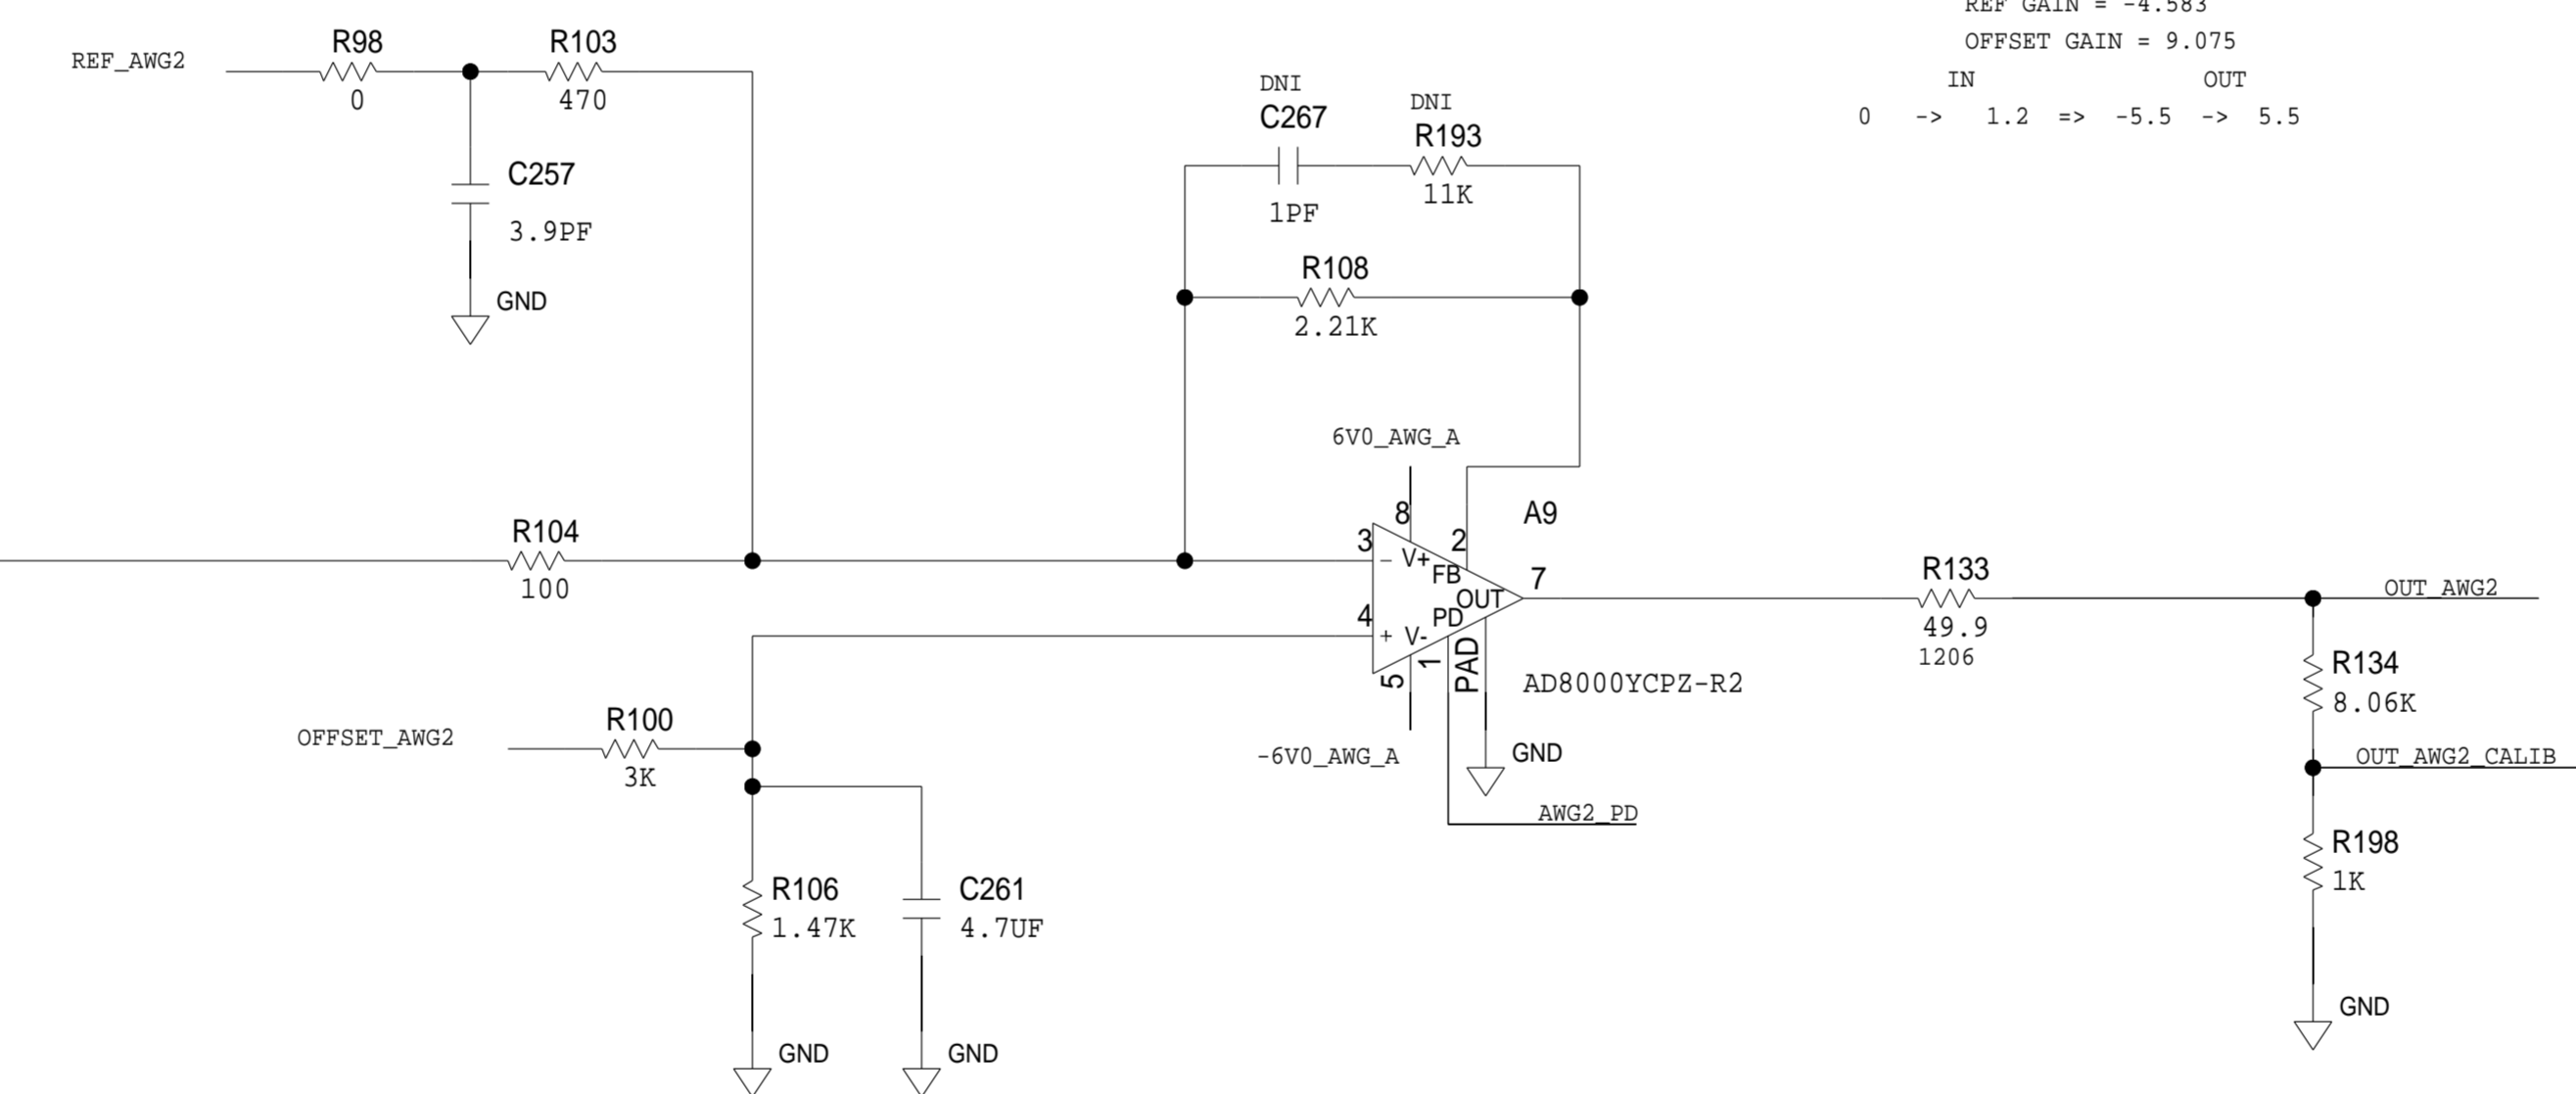 REF GAIN = -4.583
OFFSET GAIN = 9.075
IN OUT
0 -> 1.2 => -5.5 -> 5.5
REF_AWG2
R98
0
R103
470
C257
3.9PF
GND
DNI
C267
1PF
DNI
R193
11K
R108
2.21K
6V0_AWG_A
R104
100
8
3
2
A9
- V+
FB
7
OUT
4
PD
+ V-
1
PAD
5
AD8000YCPZ-R2
-6V0_AWG_A
GND
AWG2_PD
R133
49.9
1206
OUT_AWG2
R134
8.06K
OUT_AWG2_CALIB
R198
1K
GND
OFFSET_AWG2
R100
3K
R106
1.47K
C261
4.7UF
GND
GND